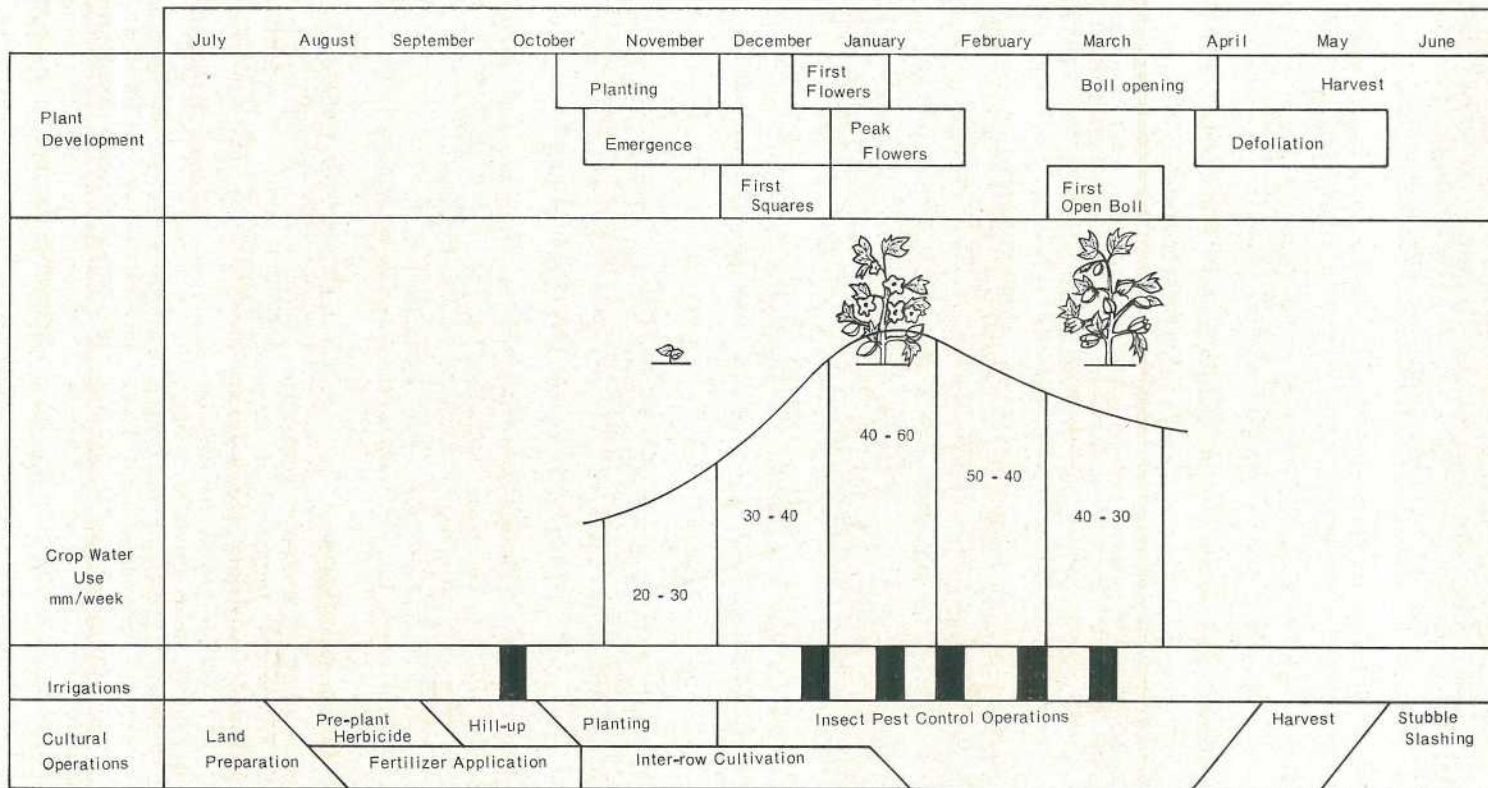 July August September October November December January February March April May June
Plant
Development
Planting
First
Flowers
Boll opening
Harvest
Emergence
Peak
Flowers
Defoliation
First
Squares
First
Open Boll
Crop Water
Use
mm/week
20 - 30
30 - 40
40 - 60
50 - 40
40 - 30
Irrigations
Cultural
Operations
Land
Preparation
Pre-plant
Herbicide
Hill-up
Planting
Insect Pest Control Operations
Harvest
Stubble
Slashing
Fertilizer Application
Inter-row Cultivation